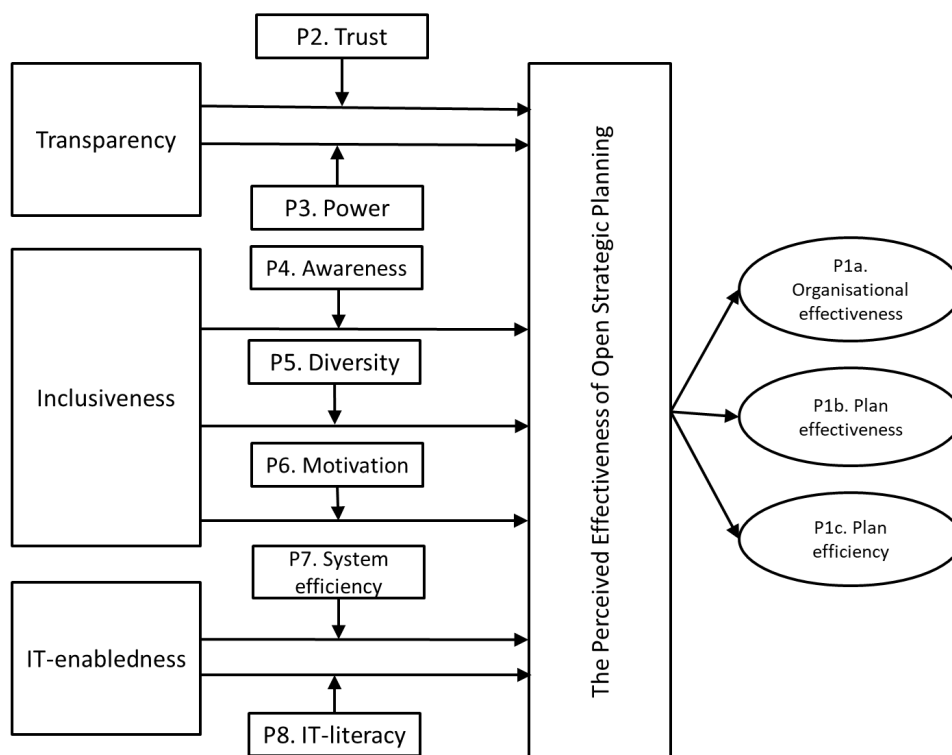 P2. Trust
Transparency
P3. Power
P4. Awareness
P5. Diversity
Inclusiveness
P6. Motivation
P7. System
efficiency
IT-enabledness
P8. IT-literacy
The Perceived Effectiveness of Open Strategic Planning
P1a.
Organisational
effectiveness
P1b. Plan
effectiveness
P1c. Plan
efficiency